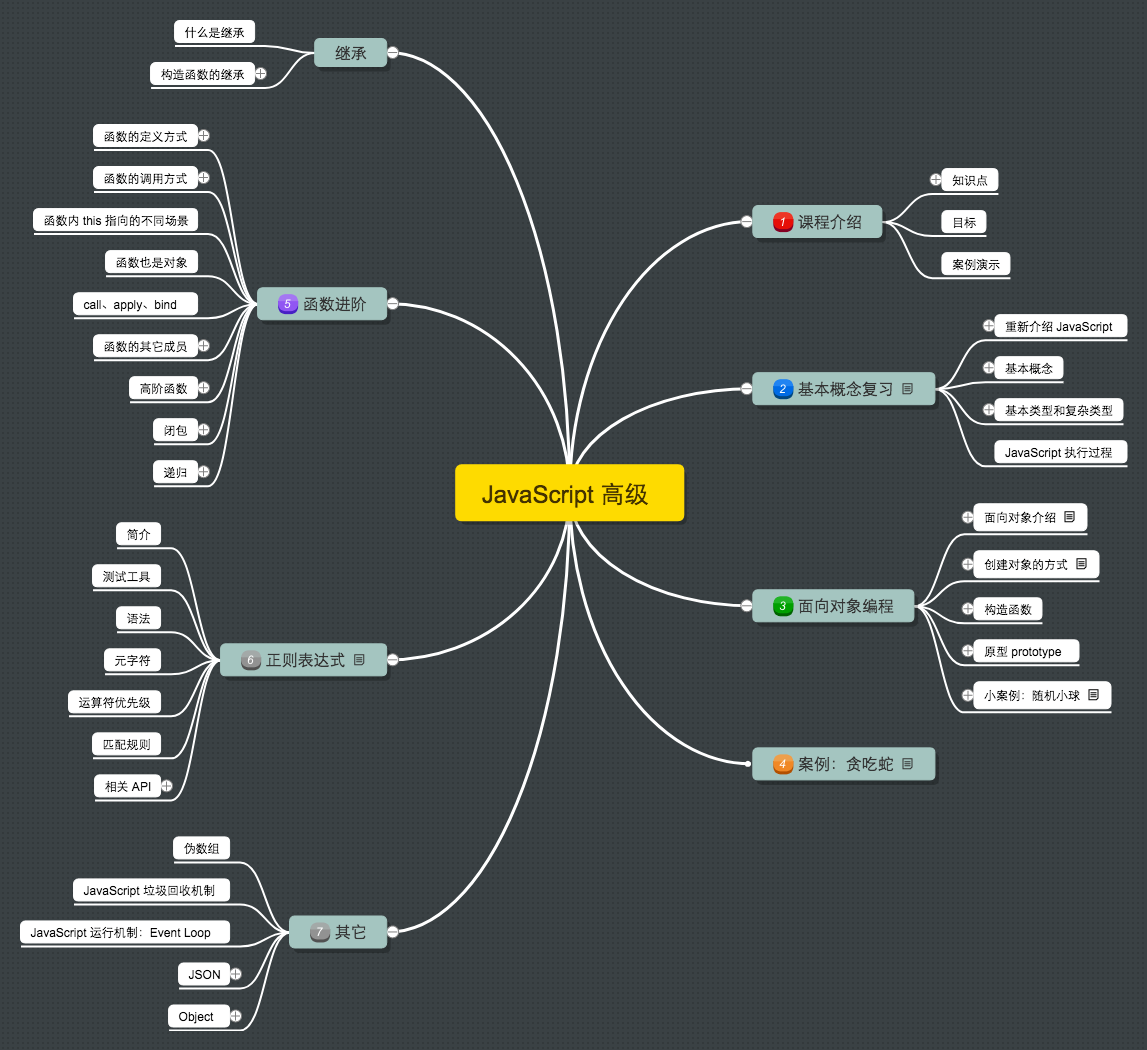 JavaScript 高级
1 课程介绍
知识点
目标
案例演示
2 基本概念复习
重新介绍 JavaScript
基本概念
基本类型和复杂类型
JavaScript 执行过程
3 面向对象编程
面向对象介绍
创建对象的方式
构造函数
原型 prototype
小案例：随机小球
4 案例：贪吃蛇
继承
什么是继承
构造函数的继承
5 函数进阶
函数的定义方式
函数的调用方式
函数内 this 指向的不同场景
函数也是对象
call、apply、bind
函数的其它成员
高阶函数
闭包
递归
6 正则表达式
简介
测试工具
语法
元字符
运算符优先级
匹配规则
相关 API
7 其它
伪数组
JavaScript 垃圾回收机制
JavaScript 运行机制：Event Loop
JSON
Object